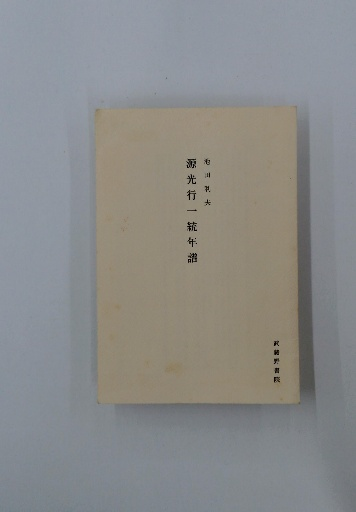 池田利夫
源光行一統年譜
武蔵野書院